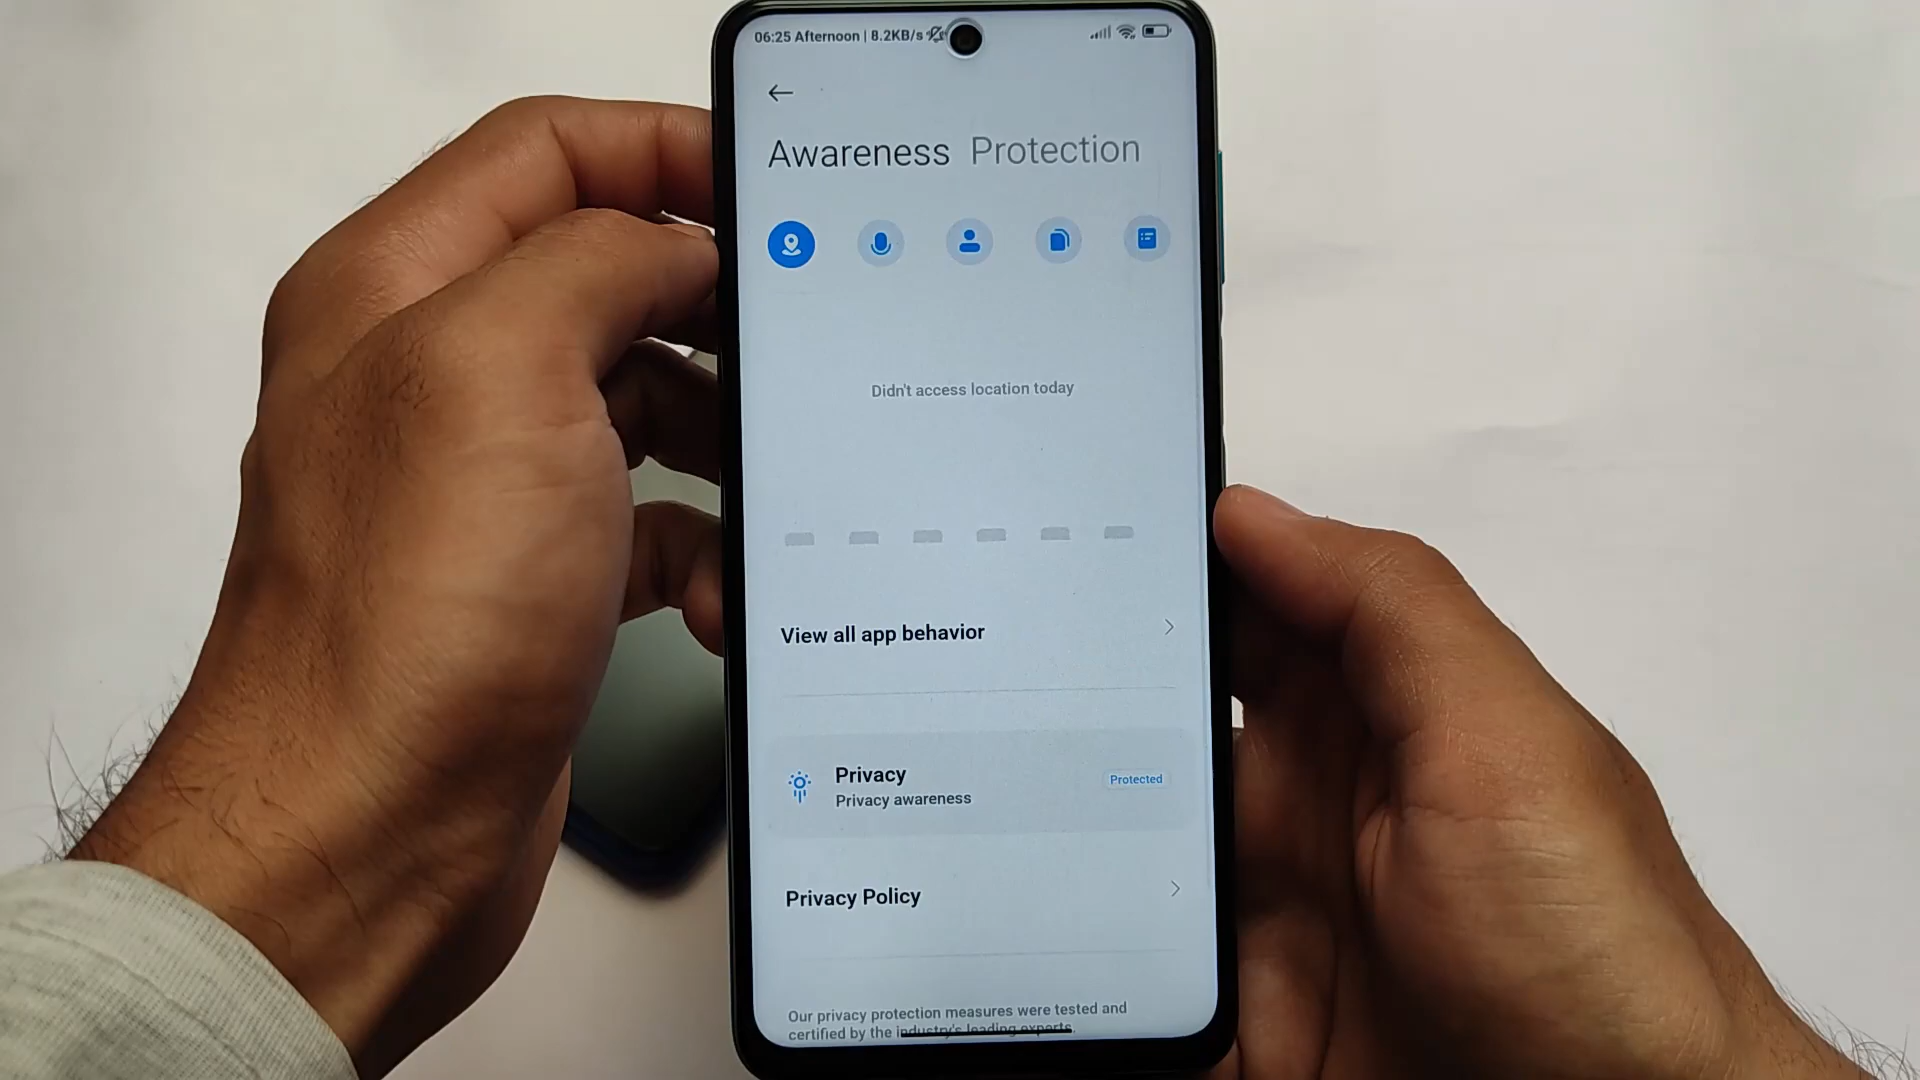 06:25 Afternoon | 8.2KB/s
Awareness Protection
Didn't access location today
View all app behavior
Privacy
Privacy awareness
Protected
Privacy Policy
Our privacy protection measures were tested and
certified by the industry's leading experts.